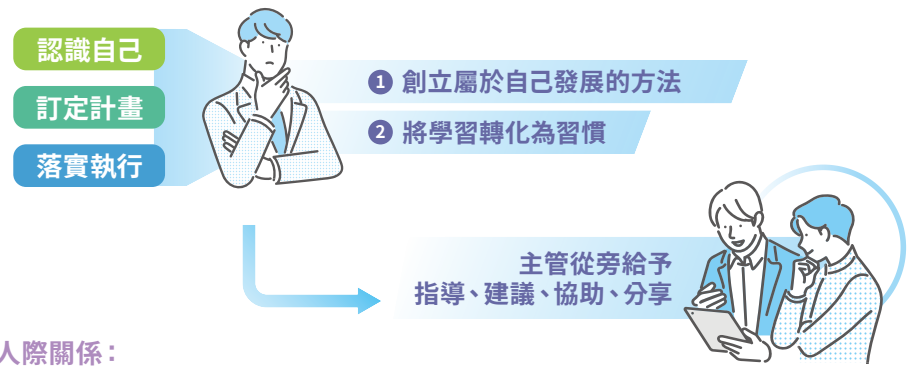 認識自己
訂定計畫
落實執行
❶ 創立屬於自己發展的方法
❷ 將學習轉化為習慣
主管從旁給予
指導、建議、協助、分享
人際關係：